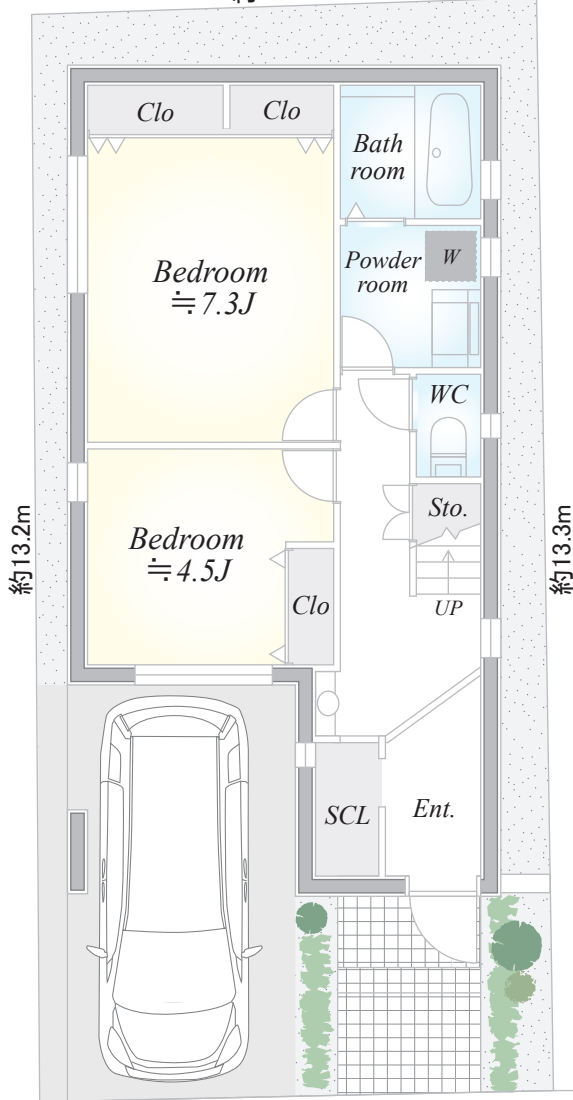 約
Clo
Clo
Bath
room
Bedroom
≒7.3J
Powder
room
W
WC
約13.2m
Bedroom
≒4.5J
Sto.
約13.3m
Clo
UP
SCL
Ent.